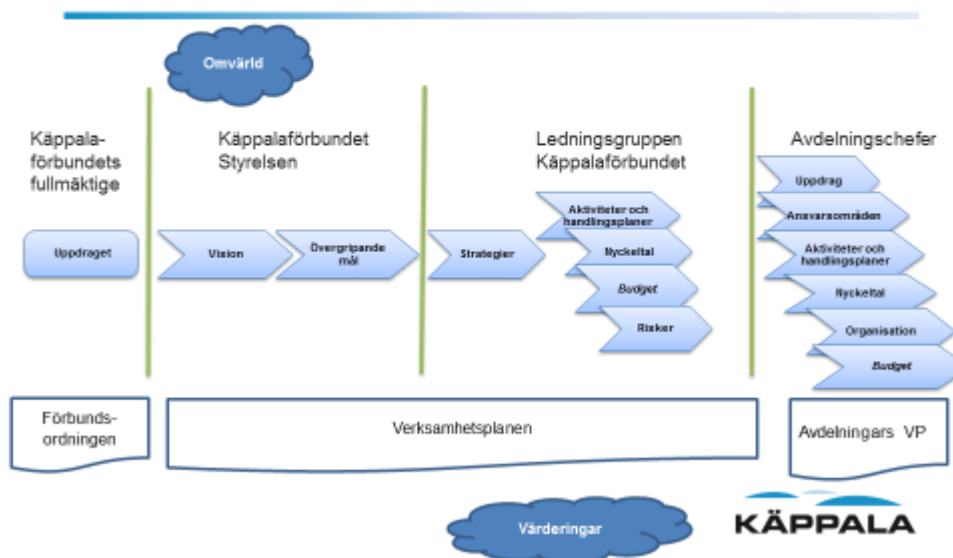 Omvärld
Käppala-
förbundets
fullmäktige
Uppdraget
Käppalaförbundet
Styrelsen
Vision
Övergripande
mål
Ledningsgruppen
Käppalaförbundet
Strategier
Aktiviteter och
handlingsplaner
Nyckeltal
Budget
Risker
Avdelningschefer
Uppdrag
Ansvarsområden
Aktiviteter och
handlingsplaner
Nyckeltal
Organisation
Budget
Förbunds-
ordningen
Verksamhetsplanen
Avdelningars VP
Värderingar
KÄPPALA